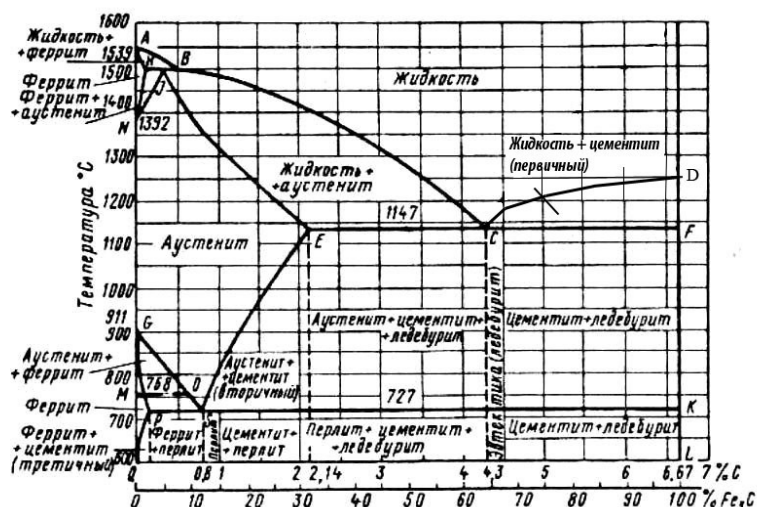 1600
A
Жидкость+
+феррит
1539
1500
Н
B
J
Жидкость
Феррит
Феррит+
+аустенит
1400
N
1392
1300
Жидкость + цементит
(первичный)
Жидкость+
+аустенит
Температура °С
1200
D
1147
1100
E
C
F
Аустенит
1000
911
900
G
Аустенит+цементит+
+ледебурит
Цементит+ледебурит
Эвтектика (ледебурит)
Аустенит+
+феррит
Аустенит+
+цементит
(вторичный)
800
M
768
O
727
K
Феррит
700
P
S
Феррит+
+цементит
(третичный)
Феррит
+перлит
Перлит
Цементит+
+перлит
Перлит+ цементит+
+ледебурит
Цементит+ледебурит
L
600
0 0,8 1 2 2,14 3 4 4,3 5 6 6,67 7 %С
0 10 20 30 40 50 60 70 80 90 100 % Fe₃C